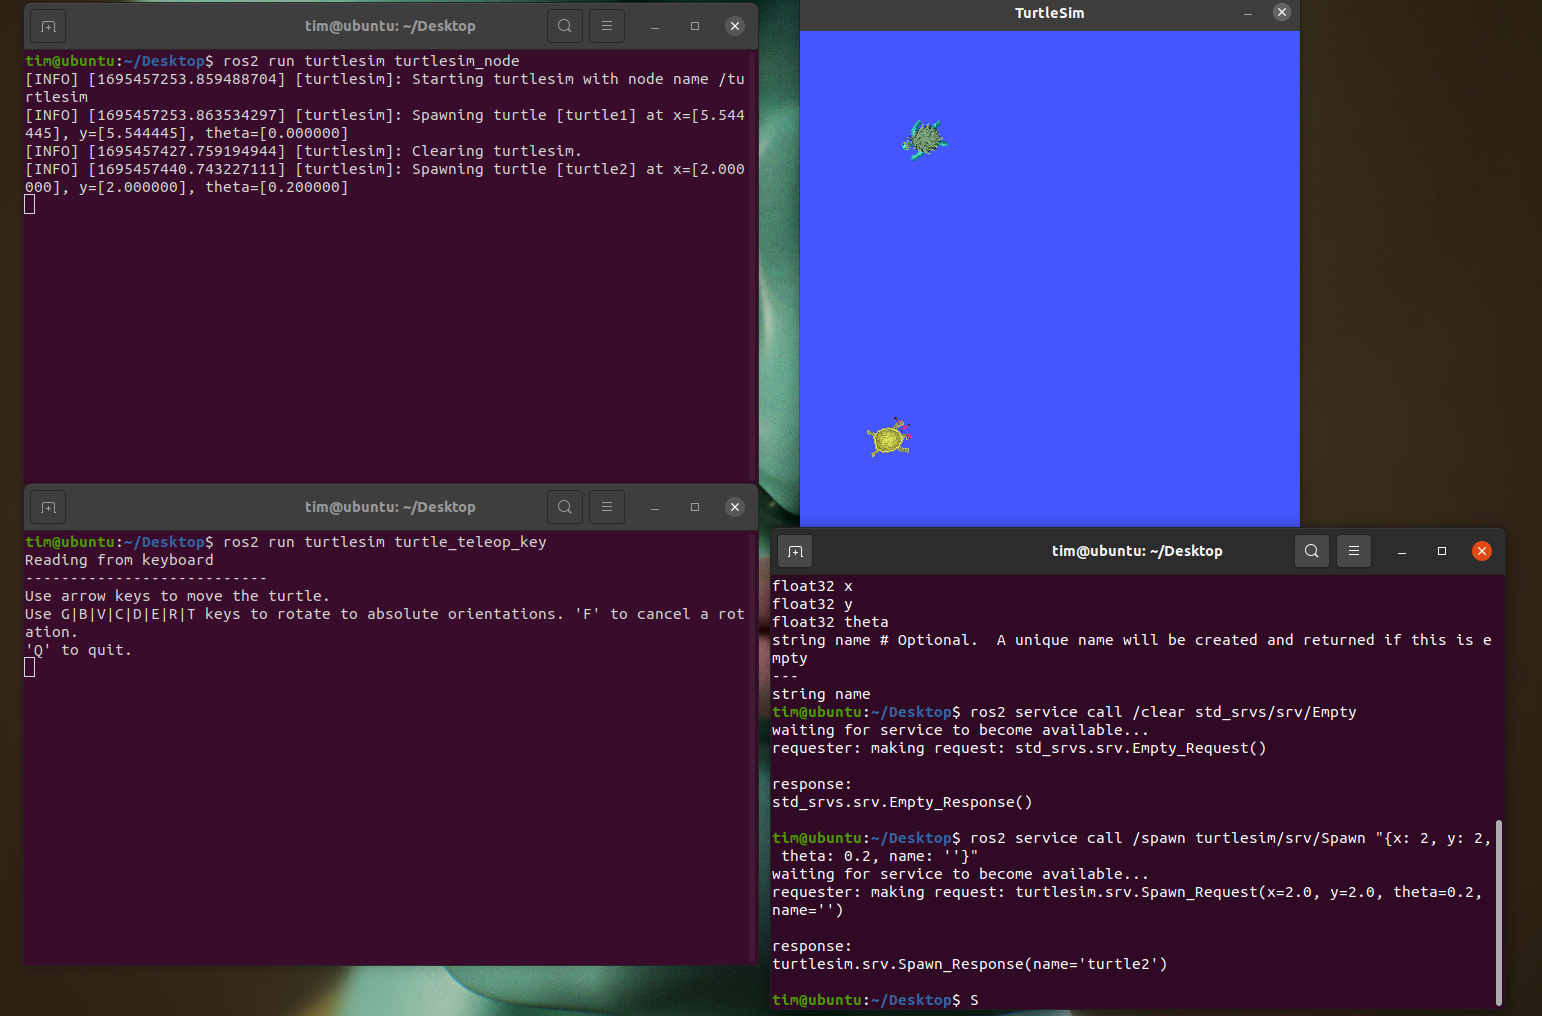 tim@ubuntu: ~/Desktop
tim@ubuntu:~/Desktop$ ros2 run turtlesim turtlesim_node
[INFO] [1695457253.859488704] [turtlesim]: Starting turtlesim with node name /tu
rtlesim
[INFO] [1695457253.863534297] [turtlesim]: Spawning turtle [turtle1] at x=[5.544
445], y=[5.544445], theta=[0.000000]
[INFO] [1695457427.759194944] [turtlesim]: Clearing turtlesim.
[INFO] [1695457440.743227111] [turtlesim]: Spawning turtle [turtle2] at x=[2.000
000], y=[2.000000], theta=[0.200000]
TurtleSim
tim@ubuntu: ~/Desktop
tim@ubuntu:~/Desktop$ ros2 run turtlesim turtle_teleop_key
Reading from keyboard
---------------------------
Use arrow keys to move the turtle.
Use G|B|V|C|D|E|R|T keys to rotate to absolute orientations. 'F' to cancel a rot
ation.
'Q' to quit.
tim@ubuntu: ~/Desktop
float32 x
float32 y
float32 theta
string name # Optional.  A unique name will be created and returned if this is e
mpty
---
string name
tim@ubuntu:~/Desktop$ ros2 service call /clear std_srvs/srv/Empty
waiting for service to become available...
requester: making request: std_srvs.srv.Empty_Request()

response:
std_srvs.srv.Empty_Response()

tim@ubuntu:~/Desktop$ ros2 service call /spawn turtlesim/srv/Spawn "{x: 2, y: 2,
 theta: 0.2, name: ''}"
waiting for service to become available...
requester: making request: turtlesim.srv.Spawn_Request(x=2.0, y=2.0, theta=0.2,
name='')

response:
turtlesim.srv.Spawn_Response(name='turtle2')

tim@ubuntu:~/Desktop$ S